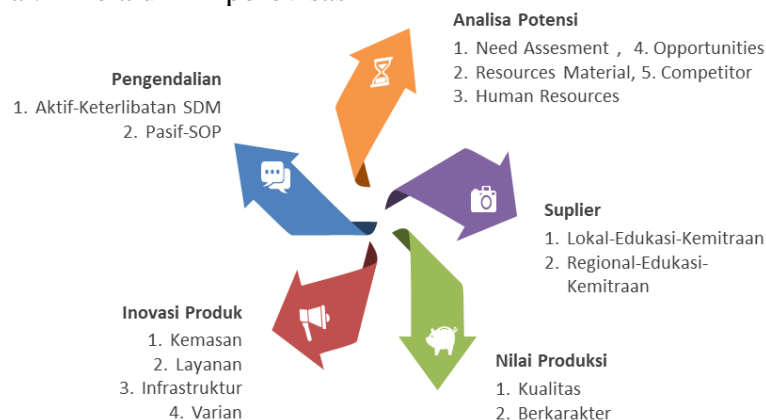 Analisa Potensi
1. Need Assesment , 4. Opportunities
2. Resources Material, 5. Competitor
3. Human Resources
Pengendalian
1. Aktif-Keterlibatan SDM
2. Pasif-SOP
Suplier
1. Lokal-Edukasi-Kemitraan
2. Regional-Edukasi-
Kemitraan
Inovasi Produk
1. Kemasan
2. Layanan
3. Infrastruktur
4. Varian
Nilai Produksi
1. Kualitas
2. Berkarakter